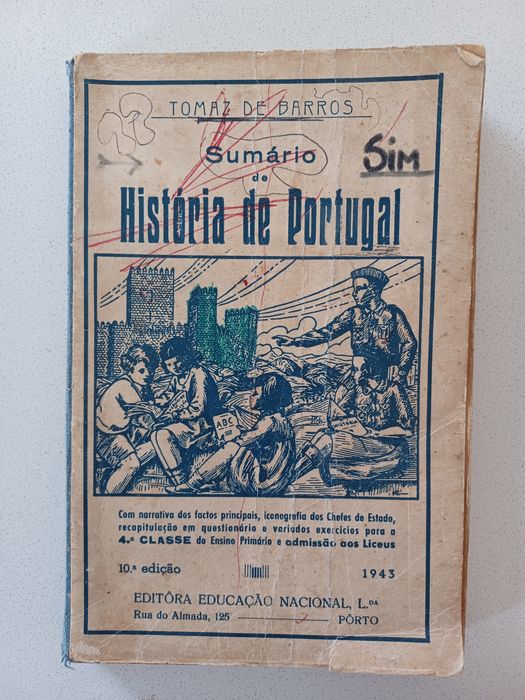 TOMAZ DE BARROS
Sumário
Sim
de
História de Portugal
ABC
HISTÓRIA
Com narrativa dos factos principais, iconografia dos Chefes de Estado,
recapitulação em questionário e variados exercícios para a
4.ª CLASSE do Ensino Primário e admissão aos Liceus
10.ª edição
1943
EDITÔRA EDUCAÇÃO NACIONAL, L.DA
Rua do Almada, 125 PÔRTO